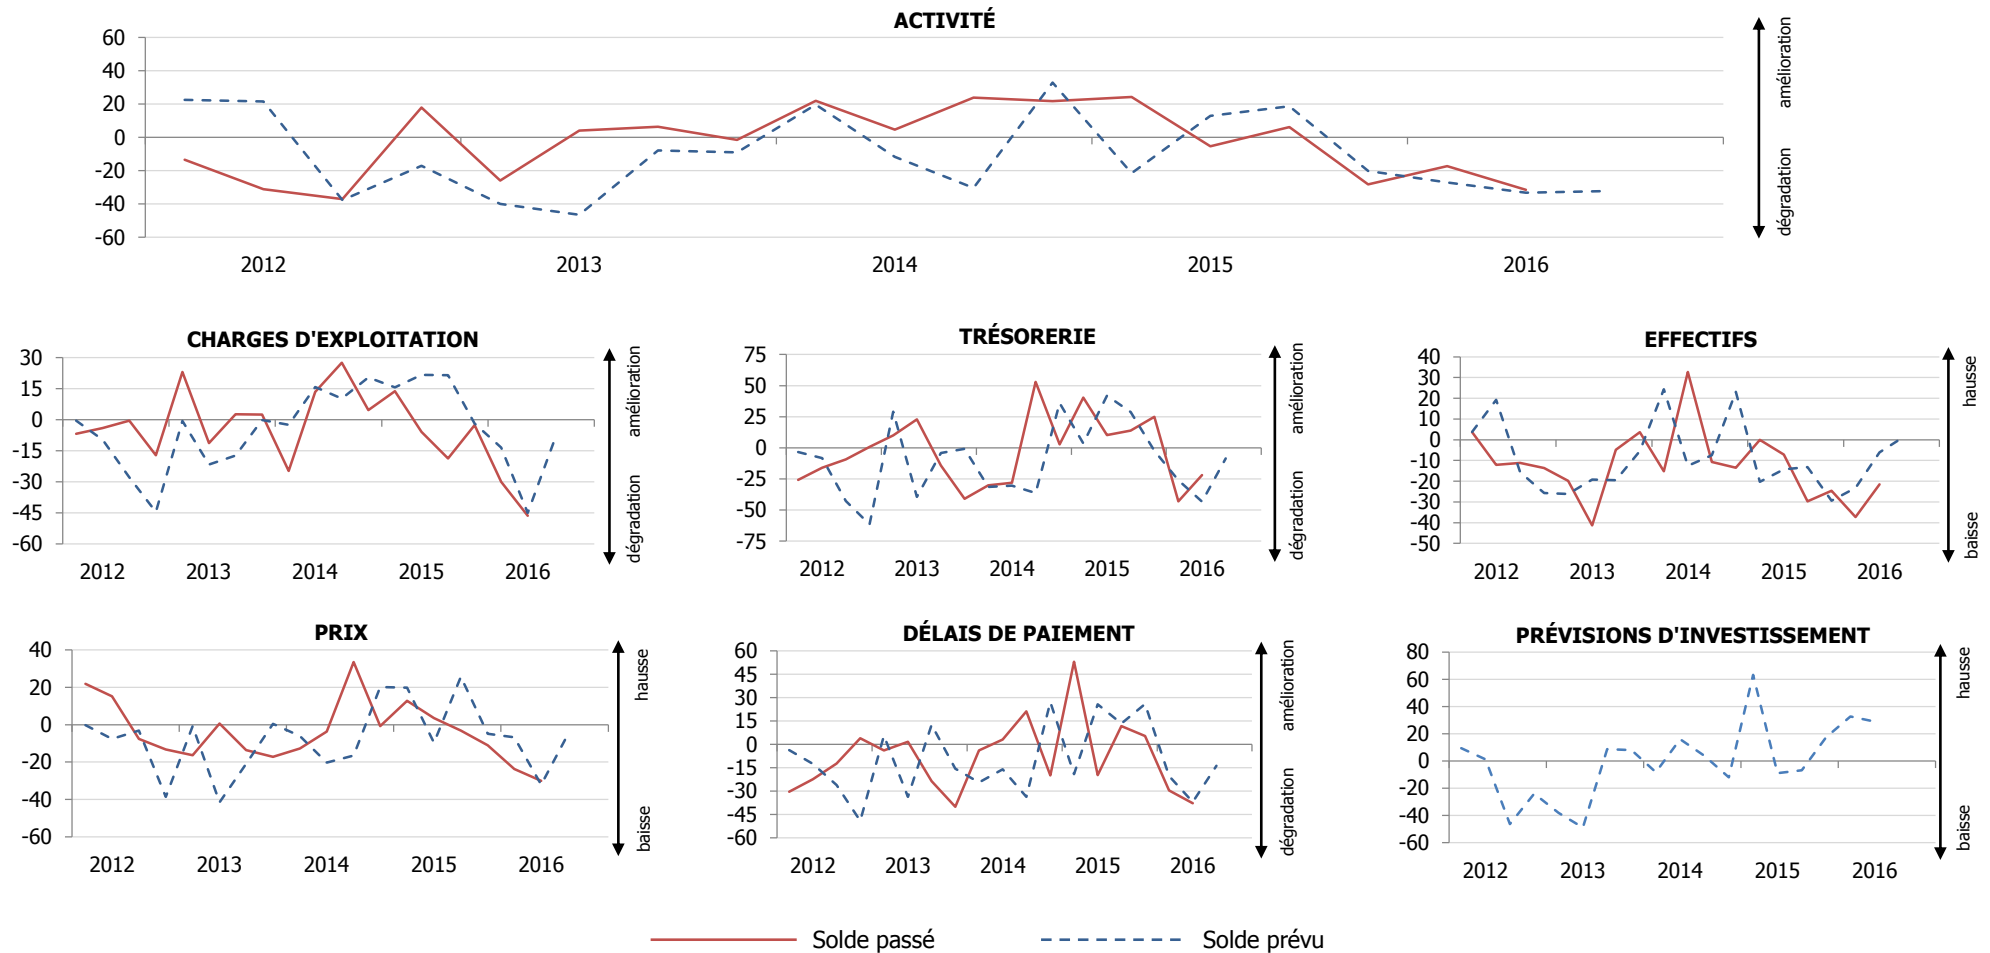 ACTIVITÉ
60
40
20
0
-20
-40
-60
2012 2013 2014 2015 2016
amélioration
dégradation
CHARGES D'EXPLOITATION
30
15
0
-15
-30
-45
-60
2012 2013 2014 2015 2016
amélioration
dégradation
TRÉSORERIE
75
50
25
0
-25
-50
-75
2012 2013 2014 2015 2016
amélioration
dégradation
EFFECTIFS
40
30
20
10
0
-10
-20
-30
-40
-50
2012 2013 2014 2015 2016
hausse
baisse
PRIX
40
20
0
-20
-40
-60
2012 2013 2014 2015 2016
hausse
baisse
DÉLAIS DE PAIEMENT
60
45
30
15
0
-15
-30
-45
-60
2012 2013 2014 2015 2016
amélioration
dégradation
PRÉVISIONS D'INVESTISSEMENT
80
60
40
20
0
-20
-40
-60
2012 2013 2014 2015 2016
hausse
baisse
Solde passé Solde prévu